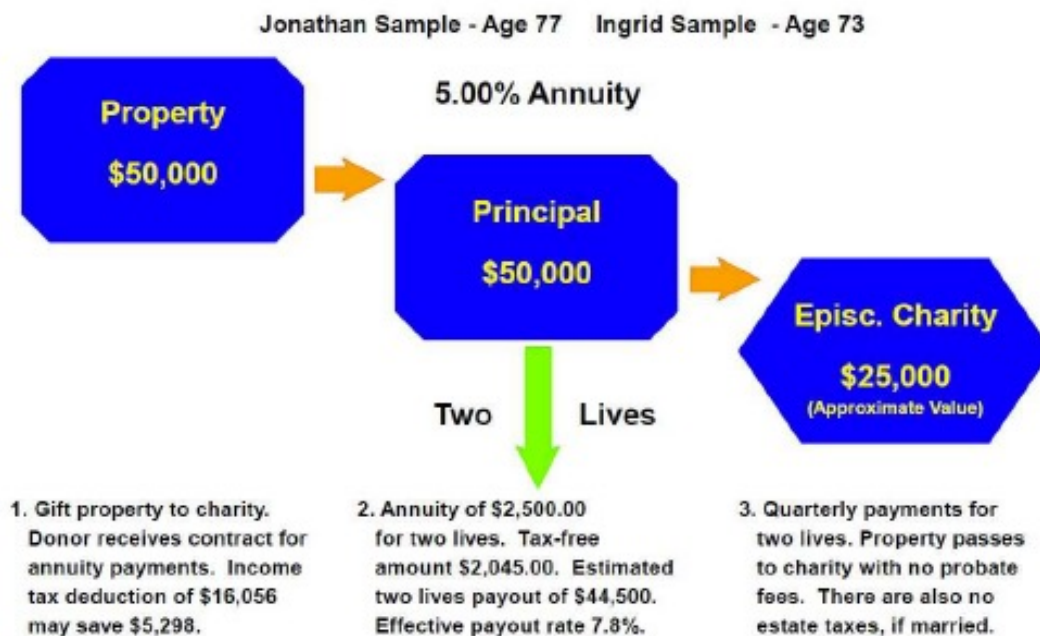 Jonathan Sample - Age 77 Ingrid Sample - Age 73
5.00% Annuity
Property
$50,000
Principal
$50,000
Episc. Charity
$25,000
(Approximate Value)
Two Lives
1. Gift property to charity.
Donor receives contract for
annuity payments. Income
tax deduction of $16,056
may save $5,298.
2. Annuity of $2,500.00
for two lives. Tax-free
amount $2,045.00. Estimated
two lives payout of $44,500.
Effective payout rate 7.8%.
3. Quarterly payments for
two lives. Property passes
to charity with no probate
fees. There are also no
estate taxes, if married.